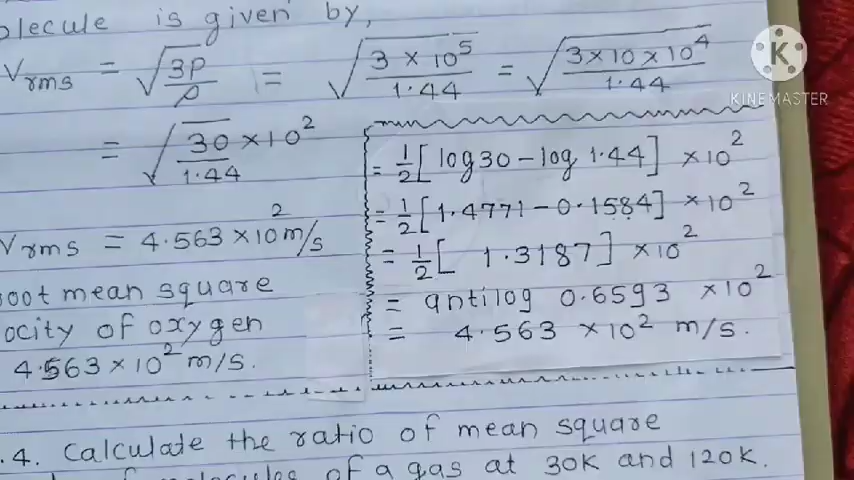 olecule is given by,
Vrms = √(3P/ρ) = √(3 × 10⁵/1.44) = √(3×10×10⁴/1.44)
= √(30/1.44) × 10²
Vrms = 4.563 × 10² m/s
root mean square
ocity of oxygen
4.563 × 10² m/s.
= 1/2 [log 30 − log 1.44] × 10²
= 1/2 [1.4771 − 0.1584] × 10²
= 1/2 [1.3187] × 10²
= antilog 0.6593 × 10²
= 4.563 × 10² m/s.
.4. Calculate the ratio of mean square
of molecules of a gas at 30K and 120K.
K
KINEMASTER